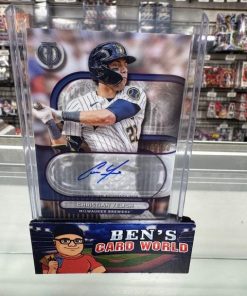 CHRISTIAN YELICH
MILWAUKEE BREWERS
BEN'S
CARD WORLD